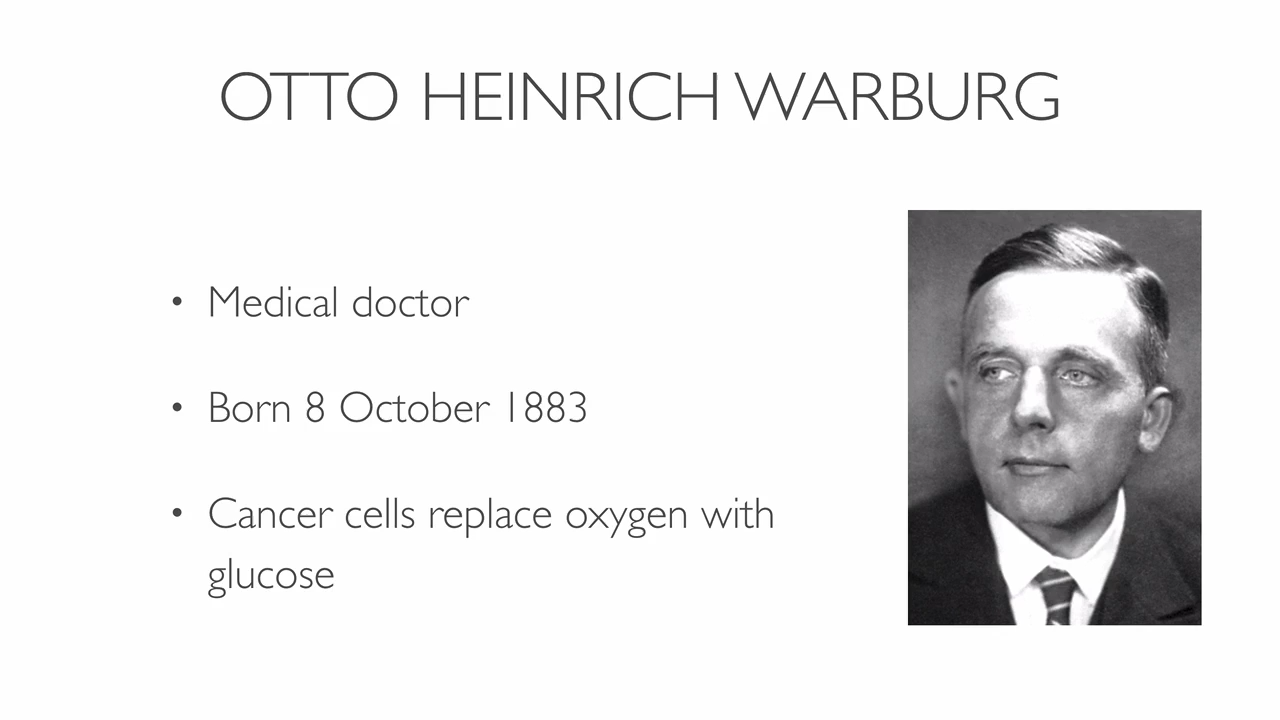 OTTO HEINRICH WARBURG
• Medical doctor
• Born 8 October 1883
• Cancer cells replace oxygen with
glucose